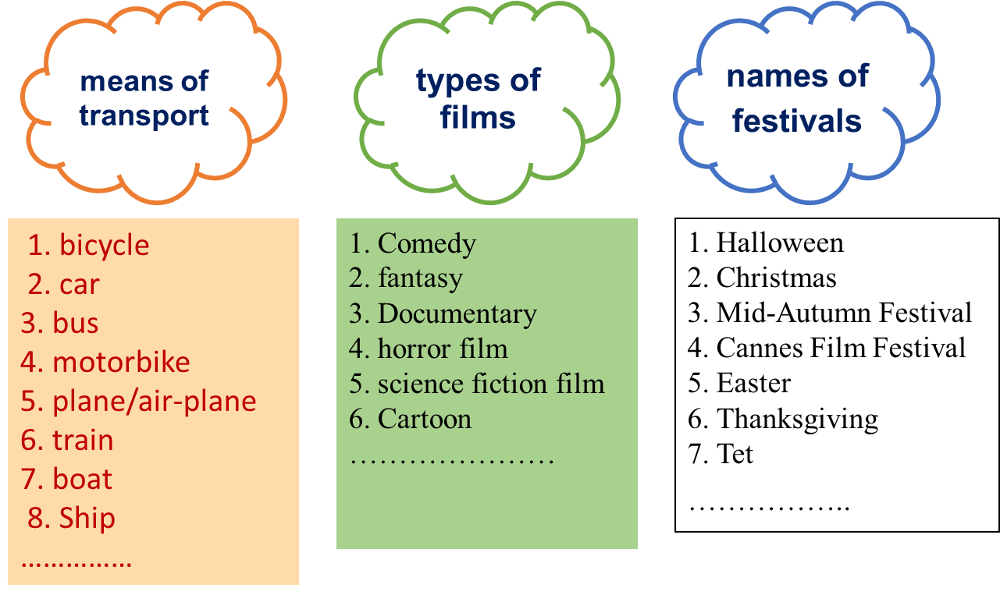 means of
transport
1. bicycle
2. car
3. bus
4. motorbike
5. plane/air-plane
6. train
7. boat
8. Ship
……………
types of
films
1. Comedy
2. fantasy
3. Documentary
4. horror film
5. science fiction film
6. Cartoon
…………………
names of
festivals
1. Halloween
2. Christmas
3. Mid-Autumn Festival
4. Cannes Film Festival
5. Easter
6. Thanksgiving
7. Tet
……………..